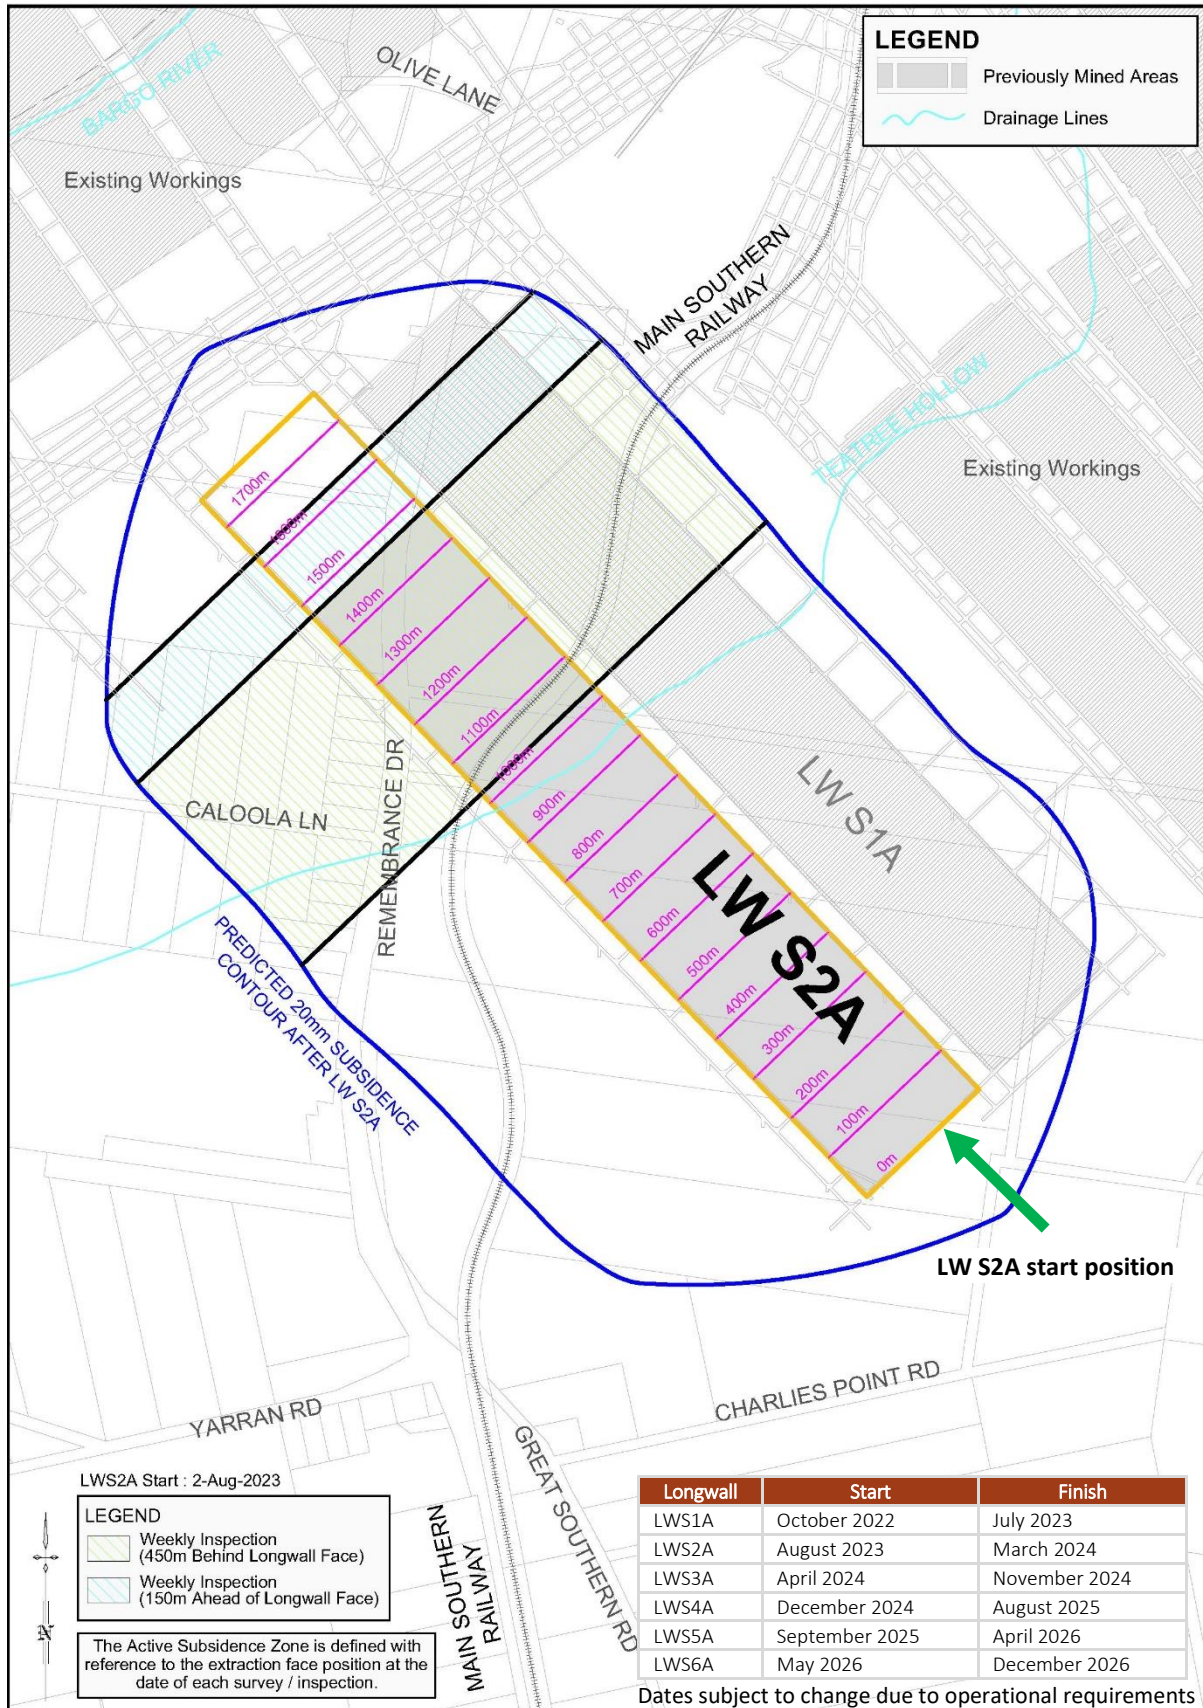 LEGEND
Previously Mined Areas
Drainage Lines
BARGO RIVER
OLIVE LANE
Existing Workings
MAIN SOUTHERN
RAILWAY
TEATREE HOLLOW
Existing Workings
1700m
1600m
1500m
1400m
1300m
1200m
1100m
1000m
900m
800m
700m
600m
500m
400m
300m
200m
100m
0m
LW S1A
LW S2A
CALOOLA LN
REMEMBRANCE DR
PREDICTED 20mm SUBSIDENCE
CONTOUR AFTER LW S2A
LW S2A start position
YARRAN RD
CHARLIES POINT RD
GREAT SOUTHERN RD
MAIN SOUTHERN
RAILWAY
LWS2A Start : 2-Aug-2023
LEGEND
Weekly Inspection
(450m Behind Longwall Face)
Weekly Inspection
(150m Ahead of Longwall Face)
N
The Active Subsidence Zone is defined with
reference to the extraction face position at the
date of each survey / inspection.
Longwall Start Finish
LWS1A October 2022 July 2023
LWS2A August 2023 March 2024
LWS3A April 2024 November 2024
LWS4A December 2024 August 2025
LWS5A September 2025 April 2026
LWS6A May 2026 December 2026
Dates subject to change due to operational requirements